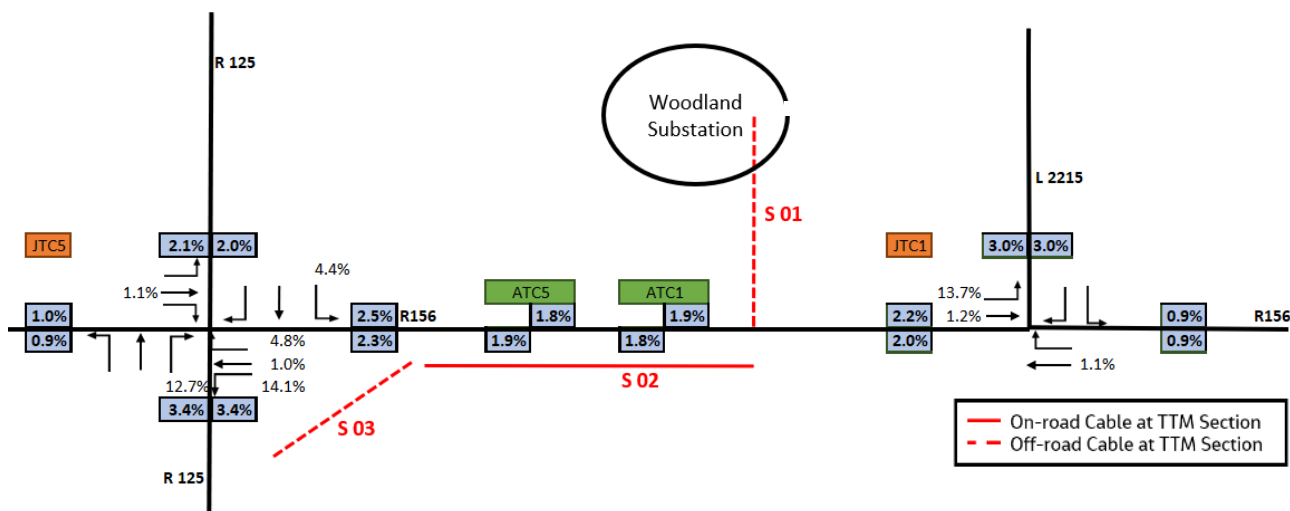 R 125
Woodland
Substation
L 2215
S 01
JTC5
2.1% 2.0%
JTC1
3.0% 3.0%
4.4%
1.1%
ATC5
ATC1
13.7%
1.2%
1.0%
2.5% R156
1.8%
1.9%
2.2%
0.9%
R156
0.9%
2.3%
1.9%
1.8%
2.0%
0.9%
4.8%
1.0%
1.1%
12.7%
14.1%
S 02
3.4% 3.4%
S 03
On-road Cable at TTM Section
Off-road Cable at TTM Section
R 125